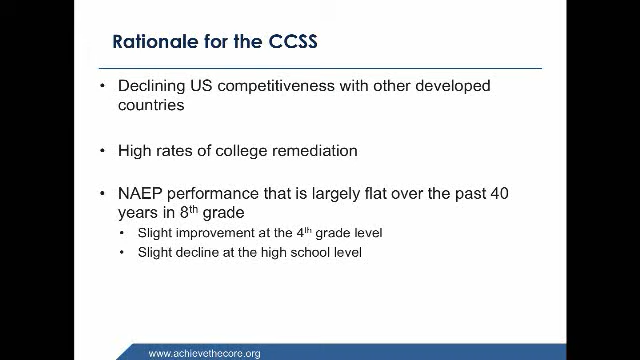 Rationale for the CCSS
• Declining US competitiveness with other developed
countries
• High rates of college remediation
• NAEP performance that is largely flat over the past 40
years in 8th grade
• Slight improvement at the 4th grade level
• Slight decline at the high school level
www.achievethecore.org